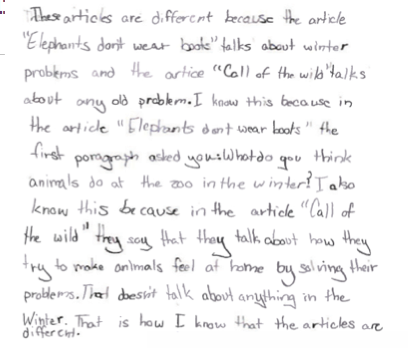 These articles are different because the article
"Elephants don't wear boots" talks about winter
problems and the artice "Call of the wild" talks
about any old problem. I know this because in
the article "Elephants dont wear boots" the
first paragraph asked you: What do you think
animals do at the zoo in the winter? I also
know this because in the article "Call of
the wild" they say that they talk about how they
try to make animals feel at home by solving their
problems. That doesn't talk about anything in the
Winter. That is how I know that the articles are
different.